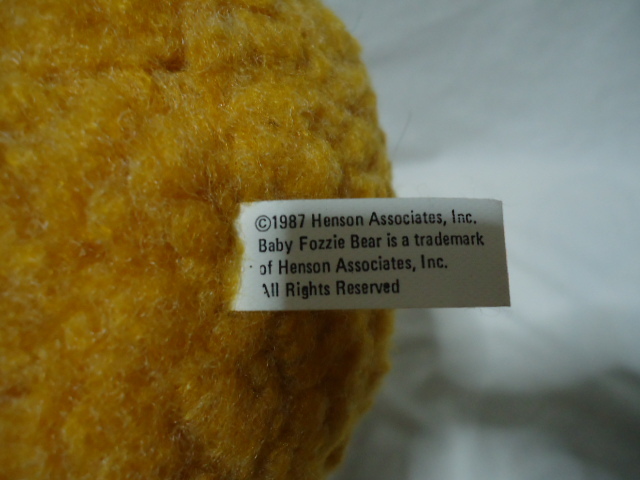 ©1987 Henson Associates, Inc.
Baby Fozzie Bear is a trademark
of Henson Associates, Inc.
All Rights Reserved